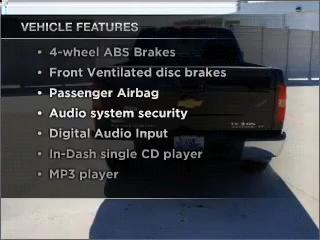 VEHICLE FEATURES
• 4-wheel ABS Brakes
• Front Ventilated disc brakes
• Passenger Airbag
• Audio system security
• Digital Audio Input
• In-Dash single CD player
• MP3 player